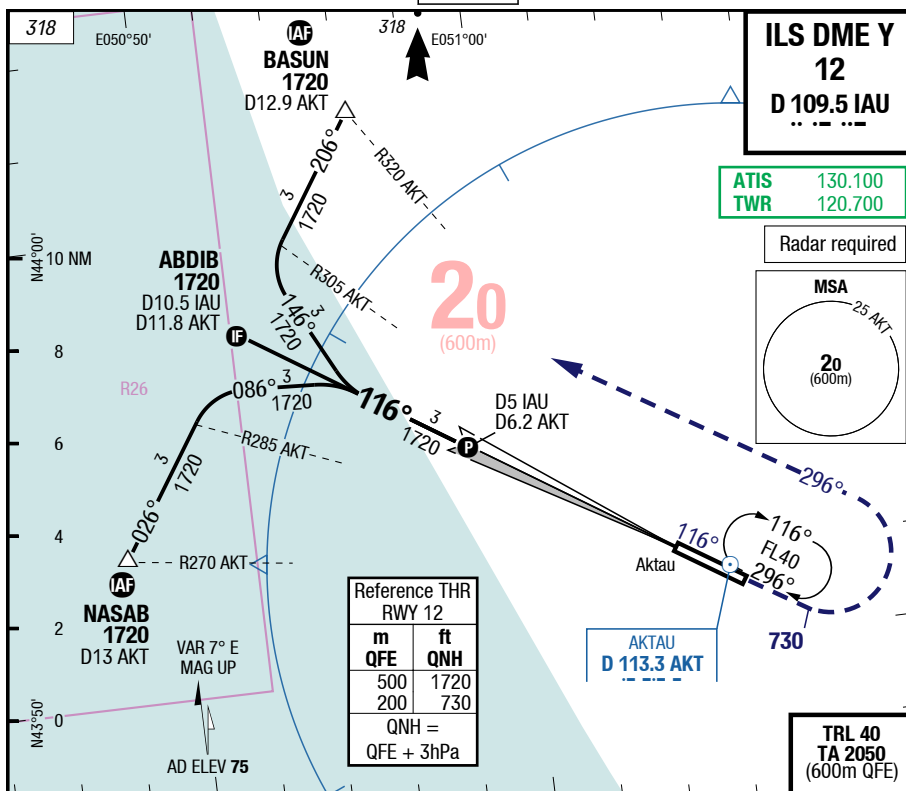 318
E050°50'
IAF
BASUN
1720
D12.9 AKT
318
E051°00'
ILS DME Y
12
D 109.5 IAU
ATIS 130.100
TWR 120.700
Radar required
MSA
25 AKT
20
(600m)
206°
3
1720
R320 AKT
R305 AKT
N44°00'
10 NM
ABDIB
1720
D10.5 IAU
D11.8 AKT
IF
146°
3
1720
20
(600m)
8
R26
086°
3
1720
116°
3
1720
D5 IAU
D6.2 AKT
P
6
R285 AKT
3
1720
026°
296°
4
R270 AKT
IAF
NASAB
1720
D13 AKT
116°
Aktau
116°
FL40
296°
730
AKTAU
D 113.3 AKT
2
VAR 7° E
MAG UP
Reference THR
RWY 12
m ft
QFE QNH
500 1720
200 730
QNH =
QFE + 3hPa
N43°50'
0
AD ELEV 75
TRL 40
TA 2050
(600m QFE)